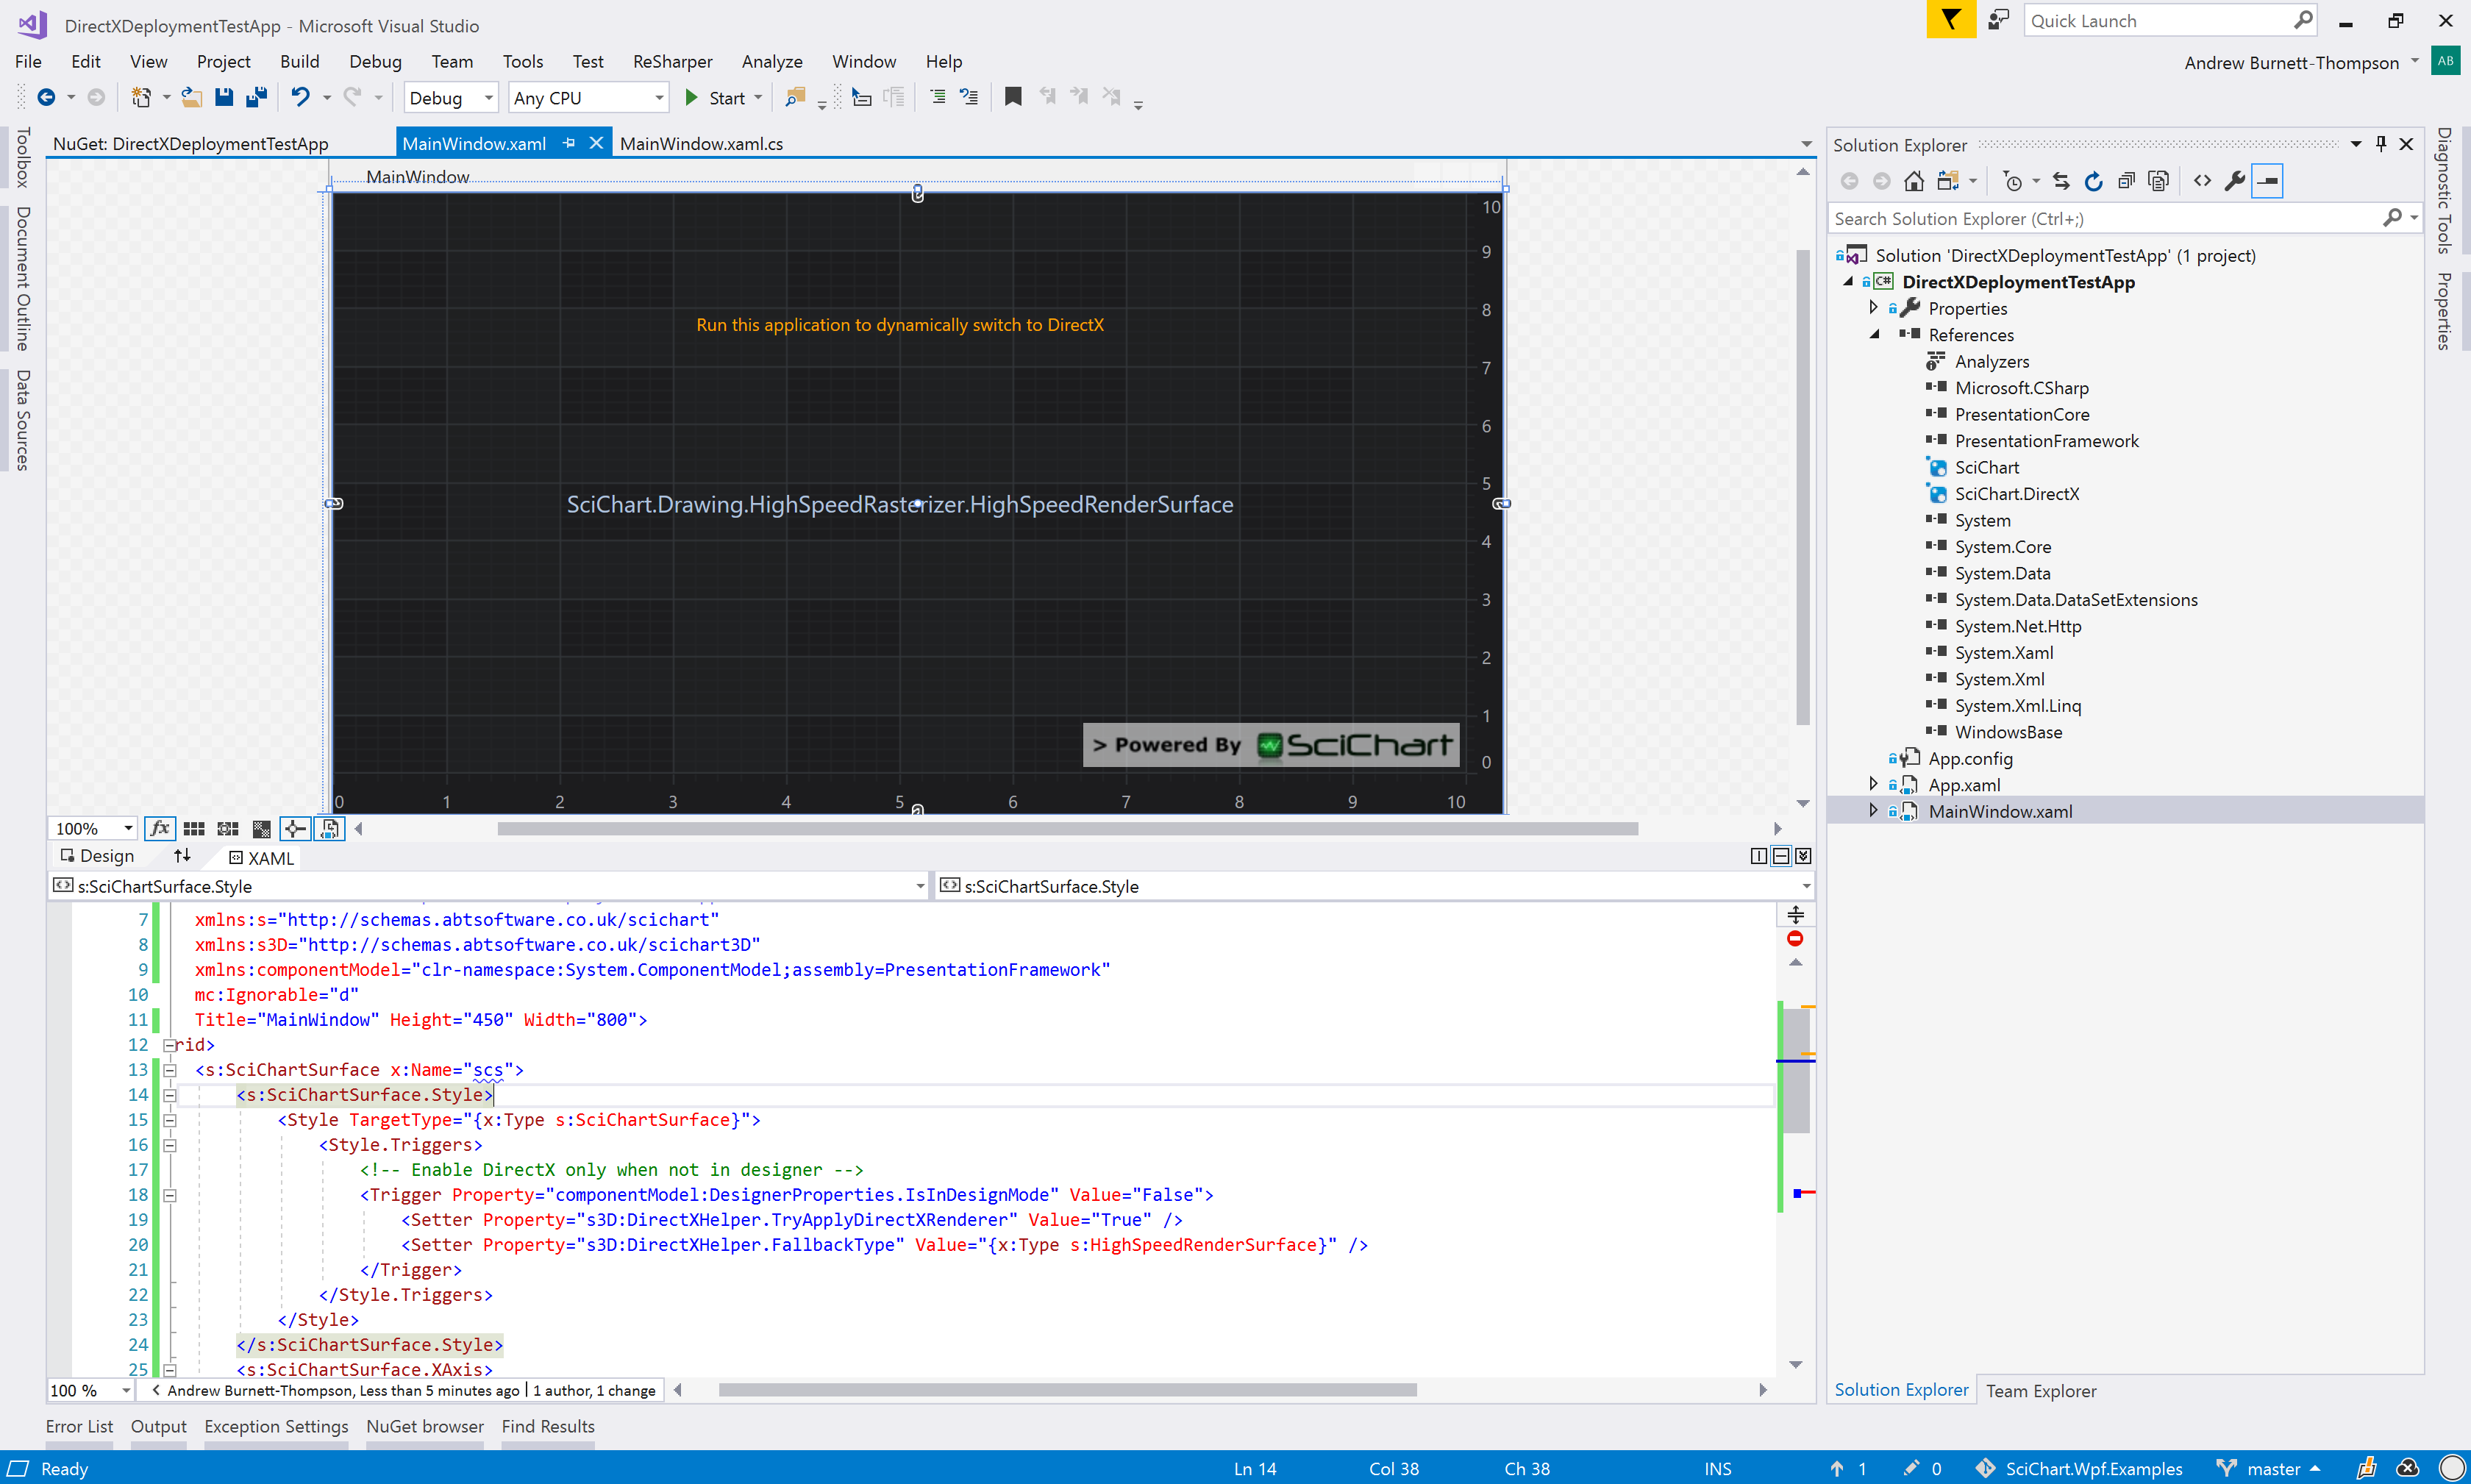 DirectXDeploymentTestApp - Microsoft Visual Studio
Quick Launch
File Edit View Project Build Debug Team Tools Test ReSharper Analyze Window Help
Andrew Burnett-Thompson AB
Debug Any CPU Start
Toolbox
Document Outline
Data Sources
NuGet: DirectXDeploymentTestApp MainWindow.xaml MainWindow.xaml.cs
MainWindow
10
9
8
7
6
5
4
3
2
1
0
Run this application to dynamically switch to DirectX
SciChart.Drawing.HighSpeedRasterizer.HighSpeedRenderSurface
> Powered By SciChart
0 1 2 3 4 5 6 7 8 9 10
100% fx
Design XAML
s:SciChartSurface.Style s:SciChartSurface.Style
7 xmlns:s="http://schemas.abtsoftware.co.uk/scichart"
8 xmlns:s3D="http://schemas.abtsoftware.co.uk/scichart3D"
9 xmlns:componentModel="clr-namespace:System.ComponentModel;assembly=PresentationFramework"
10 mc:Ignorable="d"
11 Title="MainWindow" Height="450" Width="800">
12 rid>
13 <s:SciChartSurface x:Name="scs">
14 <s:SciChartSurface.Style>
15 <Style TargetType="{x:Type s:SciChartSurface}">
16 <Style.Triggers>
17 <!-- Enable DirectX only when not in designer -->
18 <Trigger Property="componentModel:DesignerProperties.IsInDesignMode" Value="False">
19 <Setter Property="s3D:DirectXHelper.TryApplyDirectXRenderer" Value="True" />
20 <Setter Property="s3D:DirectXHelper.FallbackType" Value="{x:Type s:HighSpeedRenderSurface}" />
21 </Trigger>
22 </Style.Triggers>
23 </Style>
24 </s:SciChartSurface.Style>
25 <s:SciChartSurface.XAxis>
100 % Andrew Burnett-Thompson, Less than 5 minutes ago | 1 author, 1 change
Solution Explorer
Search Solution Explorer (Ctrl+;)
Solution 'DirectXDeploymentTestApp' (1 project)
C# DirectXDeploymentTestApp
Properties
References
Analyzers
Microsoft.CSharp
PresentationCore
PresentationFramework
SciChart
SciChart.DirectX
System
System.Core
System.Data
System.Data.DataSetExtensions
System.Net.Http
System.Xaml
System.Xml
System.Xml.Linq
WindowsBase
App.config
App.xaml
MainWindow.xaml
Solution Explorer Team Explorer
Diagnostic Tools
Properties
Error List Output Exception Settings NuGet browser Find Results
Ready Ln 14 Col 38 Ch 38 INS 1 0 SciChart.Wpf.Examples master